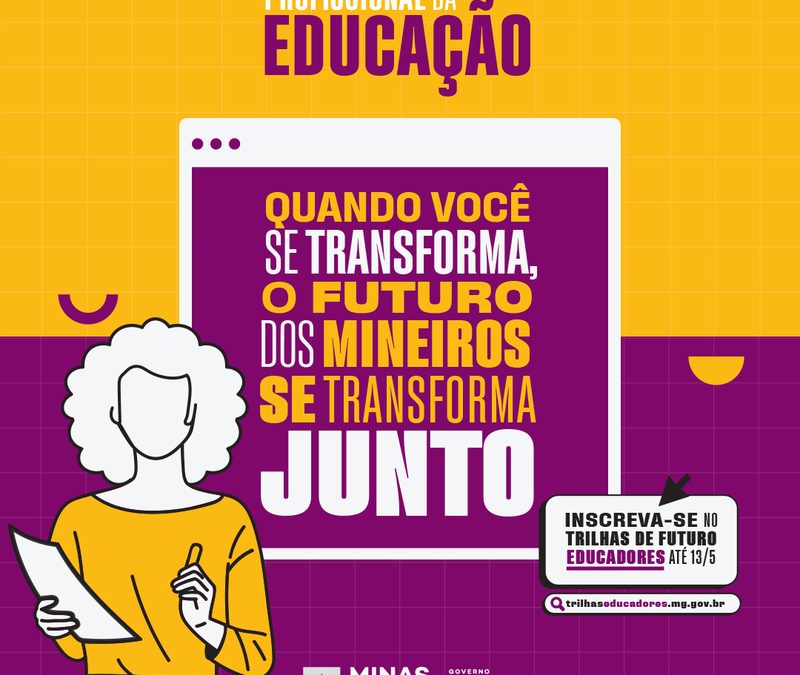 PROFISSIONAL DA
EDUCAÇÃO
QUANDO VOCÊ
SE TRANSFORMA,
O FUTURO
DOS MINEIROS
SE TRANSFORMA
JUNTO
INSCREVA-SE NO
TRILHAS DE FUTURO
EDUCADORES ATÉ 13/5
trilhaseducadores.mg.gov.br
MINAS
GOVERNO